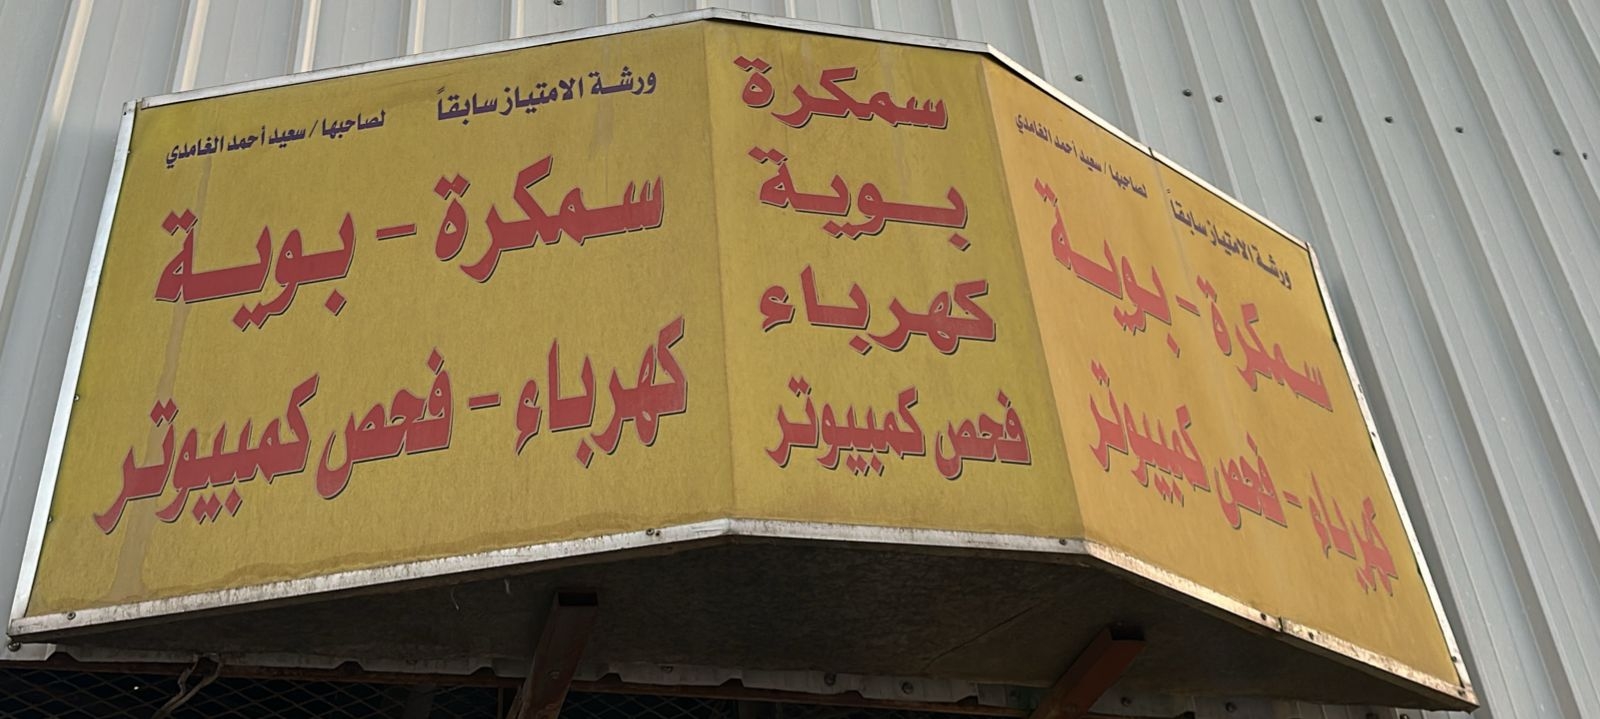 ورشة الامتياز سابقاً لصاحبها / سعيد أحمد الغامدي
سمكرة - بوية
كهرباء - فحص كمبيوتر
سمكرة
بوية
كهرباء
فحص كمبيوتر
ورشة الامتياز سابقاً لصاحبها / سعيد أحمد الغامدي
سمكرة - بوية
كهرباء - فحص كمبيوتر